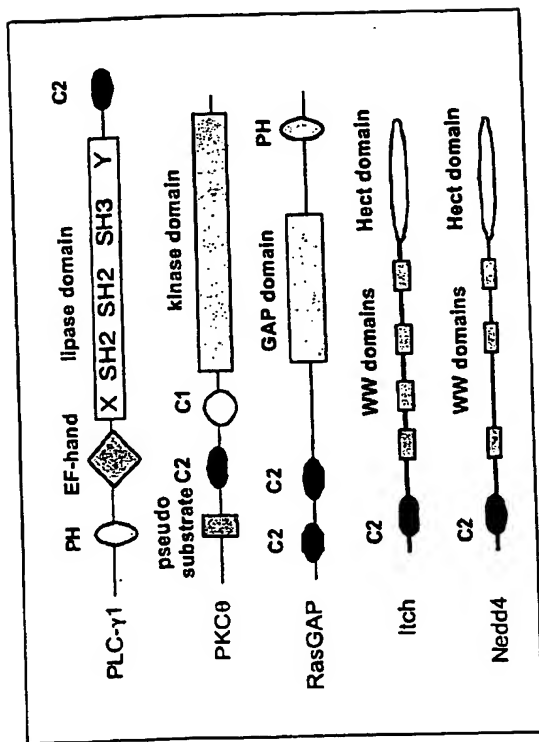 PH EF-hand lipase domain C2
X SH2 SH2 SH3 Y
PLC-γ1
pseudo
substrate C2 C1 kinase domain
PKCθ
C2 C2 GAP domain PH
RasGAP
C2 WW domains Hect domain
Itch
C2 WW domains Hect domain
Nedd4